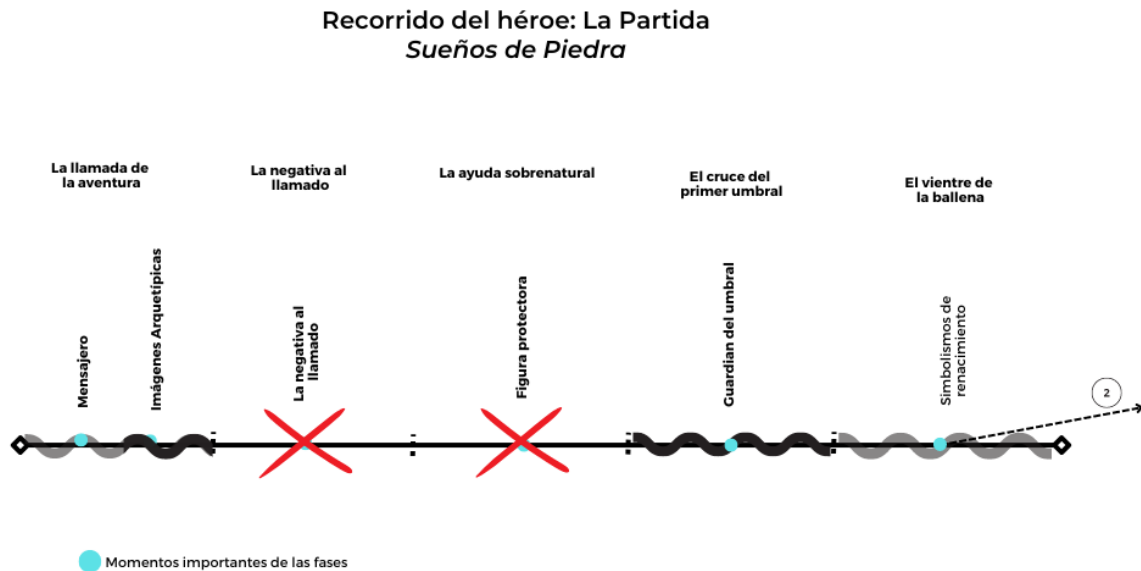 Recorrido del héroe: La Partida
Sueños de Piedra
La llamada de
la aventura
La negativa al
llamado
La ayuda sobrenatural
El cruce del
primer umbral
El vientre de
la ballena
Mensajero
Imágenes Arquetípicas
La negativa al
llamado
Figura protectora
Guardian del umbral
Simbolismos de
renacimiento
2
Momentos importantes de las fases